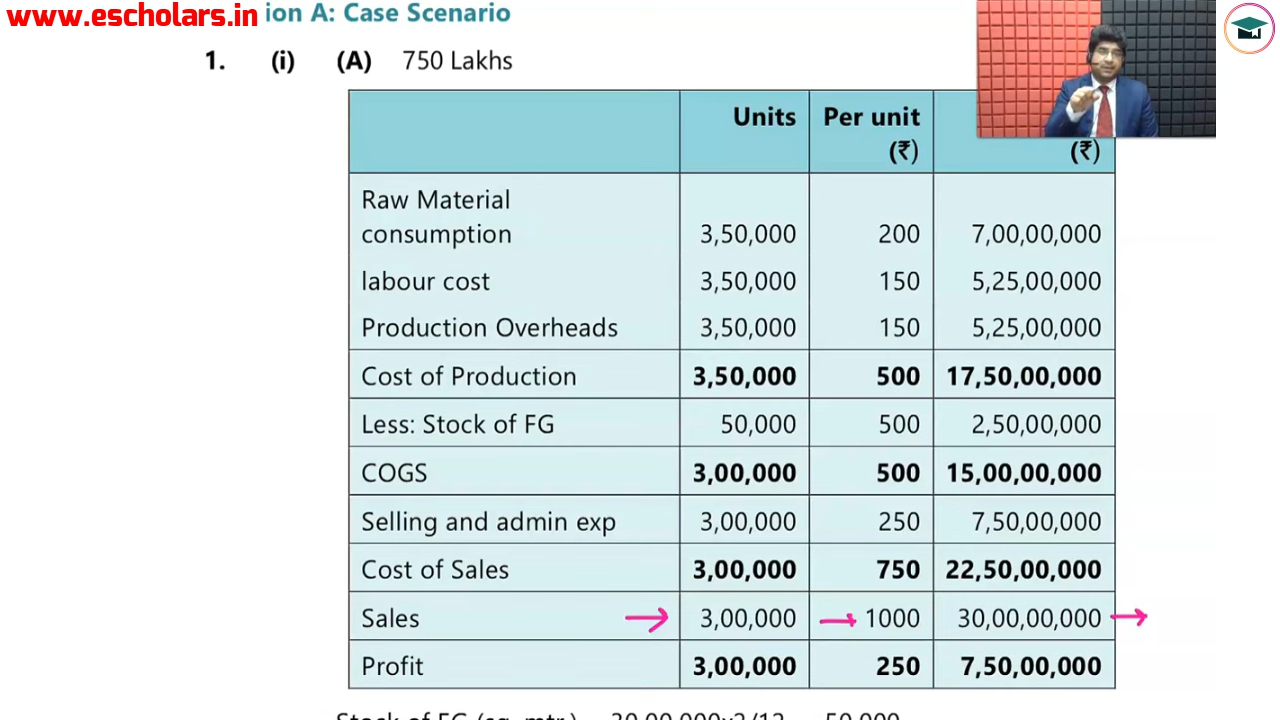 www.escholars.in
ion A: Case Scenario
1. (i) (A) 750 Lakhs
Units Per unit (₹) (₹)
Raw Material consumption 3,50,000 200 7,00,00,000
labour cost 3,50,000 150 5,25,00,000
Production Overheads 3,50,000 150 5,25,00,000
Cost of Production 3,50,000 500 17,50,00,000
Less: Stock of FG 50,000 500 2,50,00,000
COGS 3,00,000 500 15,00,00,000
Selling and admin exp 3,00,000 250 7,50,00,000
Cost of Sales 3,00,000 750 22,50,00,000
Sales 3,00,000 1000 30,00,00,000
Profit 3,00,000 250 7,50,00,000